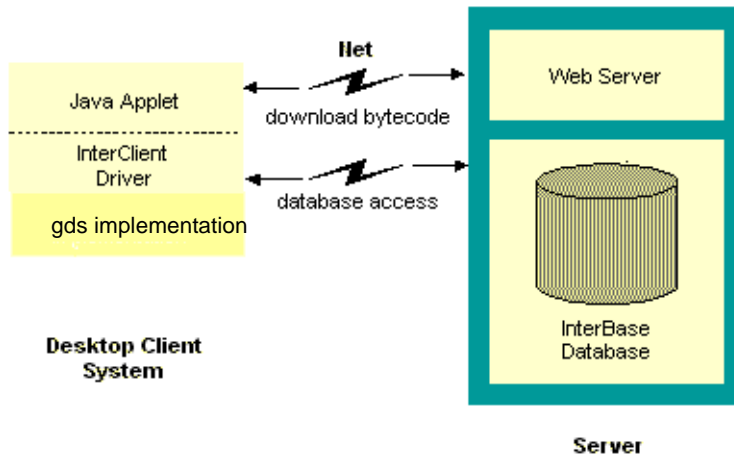 Net
Java Applet
download bytecode
Web Server
InterClient
Driver
database access
gds implementation
InterBase
Database
Desktop Client
System
Server